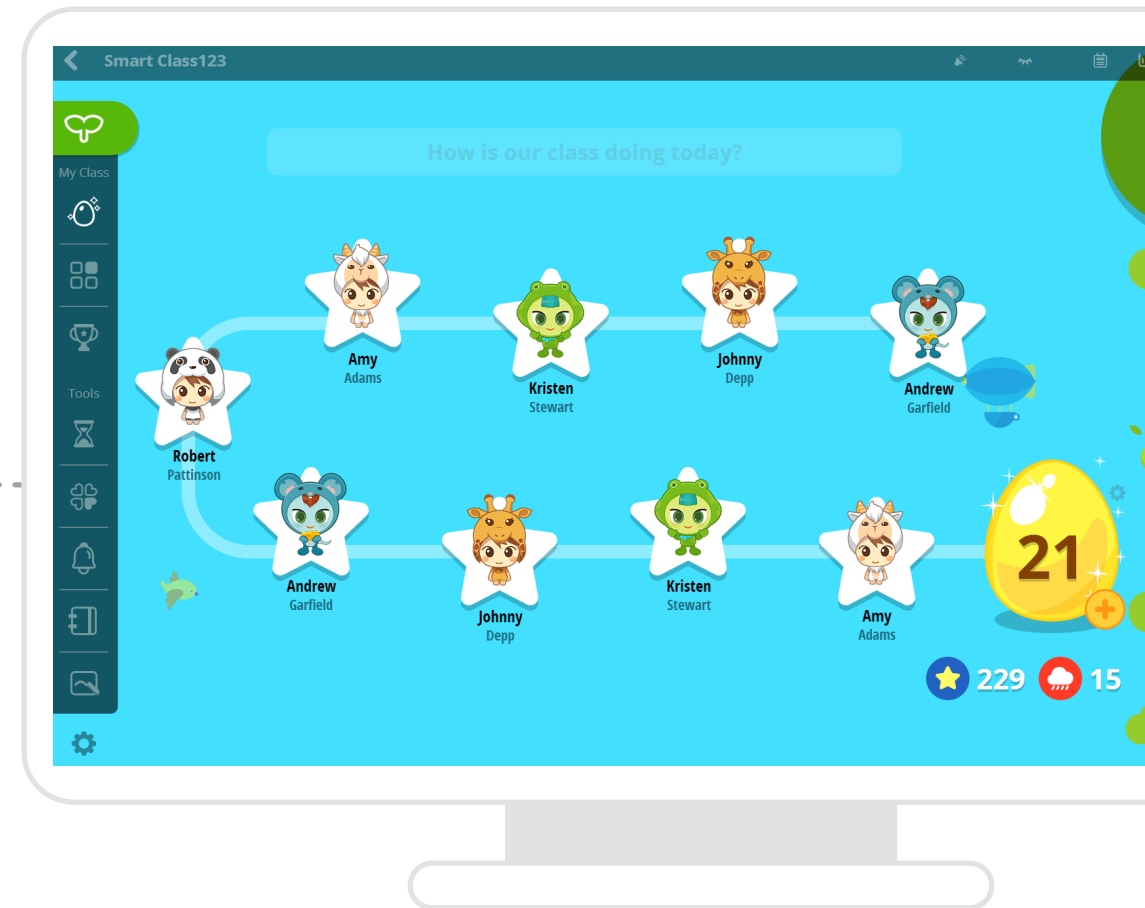 Smart Class123
My Class
Tools
How is our class doing today?
Amy
Adams
Kristen
Stewart
Johnny
Depp
Andrew
Garfield
Robert
Pattinson
Andrew
Garfield
Johnny
Depp
Kristen
Stewart
Amy
Adams
21
229
15